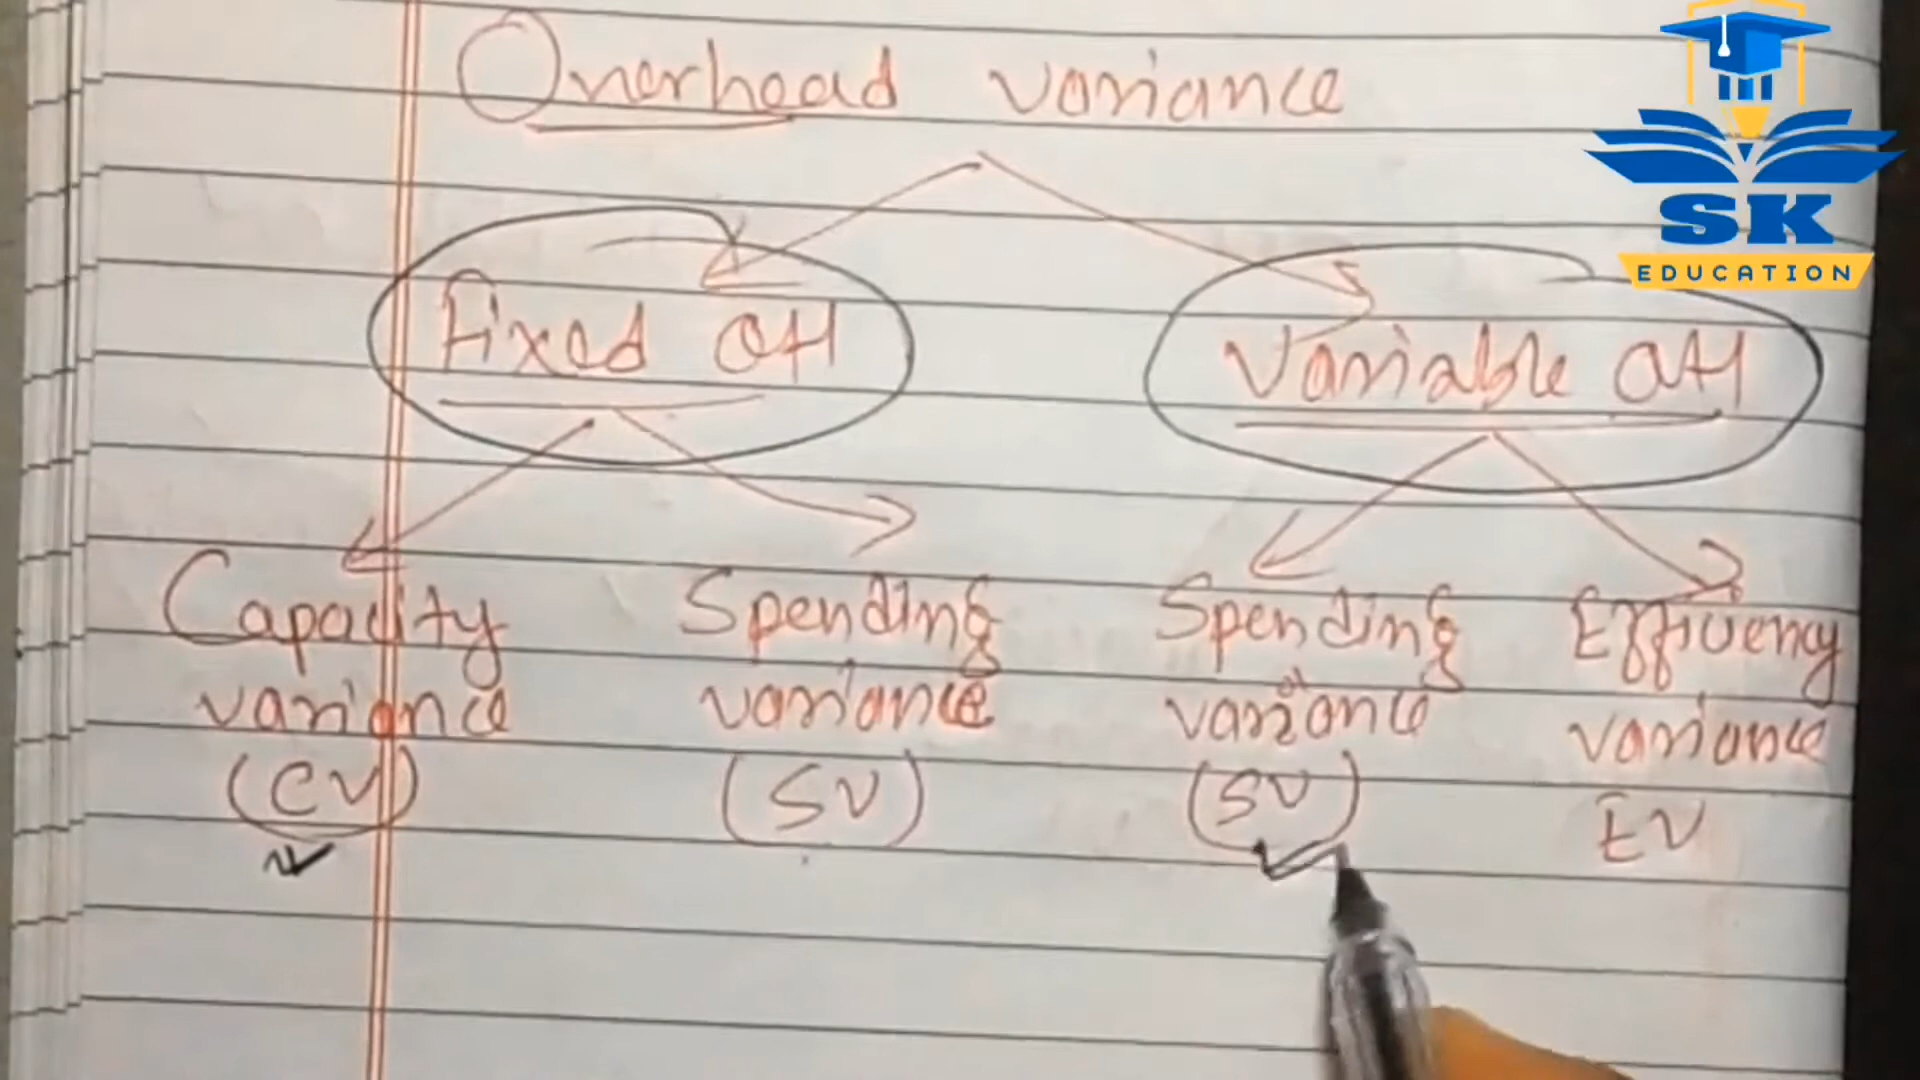 Overhead variance
SK
EDUCATION
Fixed OH
Variable OH
Capacity
variance
(CV)
Spending
variance
(SV)
Spending
variance
(SV)
Efficiency
variance
EV